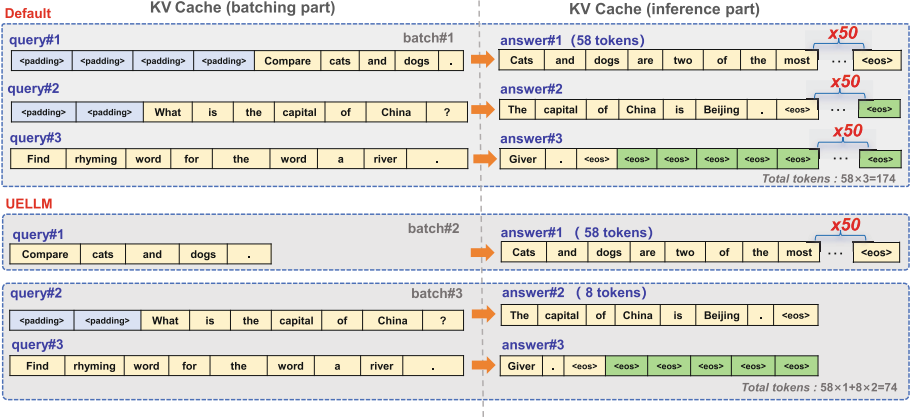 KV Cache (batching part) KV Cache (inference part)
Default
query#1 batch#1 answer#1 (58 tokens) x50
<padding> <padding> <padding> <padding> Compare cats and dogs . Cats and dogs are two of the most ... <eos>
query#2 answer#2 x50
<padding> <padding> What is the capital of China ? The capital of China is Beijing . <eos> ... <eos>
query#3 answer#3 x50
Find rhyming word for the word a river . Giver . <eos> <eos> <eos> <eos> <eos> <eos> ... <eos>
Total tokens : 58×3=174
UELLM
query#1 batch#2 answer#1 ( 58 tokens) x50
Compare cats and dogs . Cats and dogs are two of the most ... <eos>
query#2 batch#3 answer#2 ( 8 tokens)
<padding> <padding> What is the capital of China ? The capital of China is Beijing . <eos>
query#3 answer#3
Find rhyming word for the word a river . Giver . <eos> <eos> <eos> <eos> <eos> <eos>
Total tokens : 58×1+8×2=74